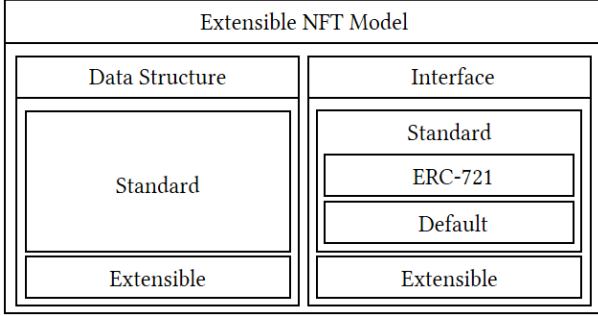 Extensible NFT Model
Data Structure
Standard
Extensible
Interface
Standard
ERC-721
Default
Extensible